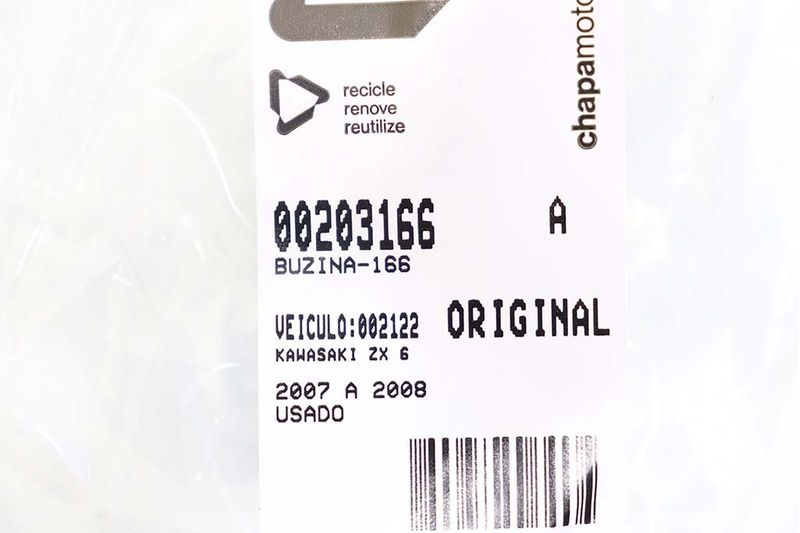 recicle
renove
reutilize
chapamoto
00203166 A
BUZINA-166
VEICULO:002122 ORIGINAL
KAWASAKI ZX 6
2007 A 2008
USADO